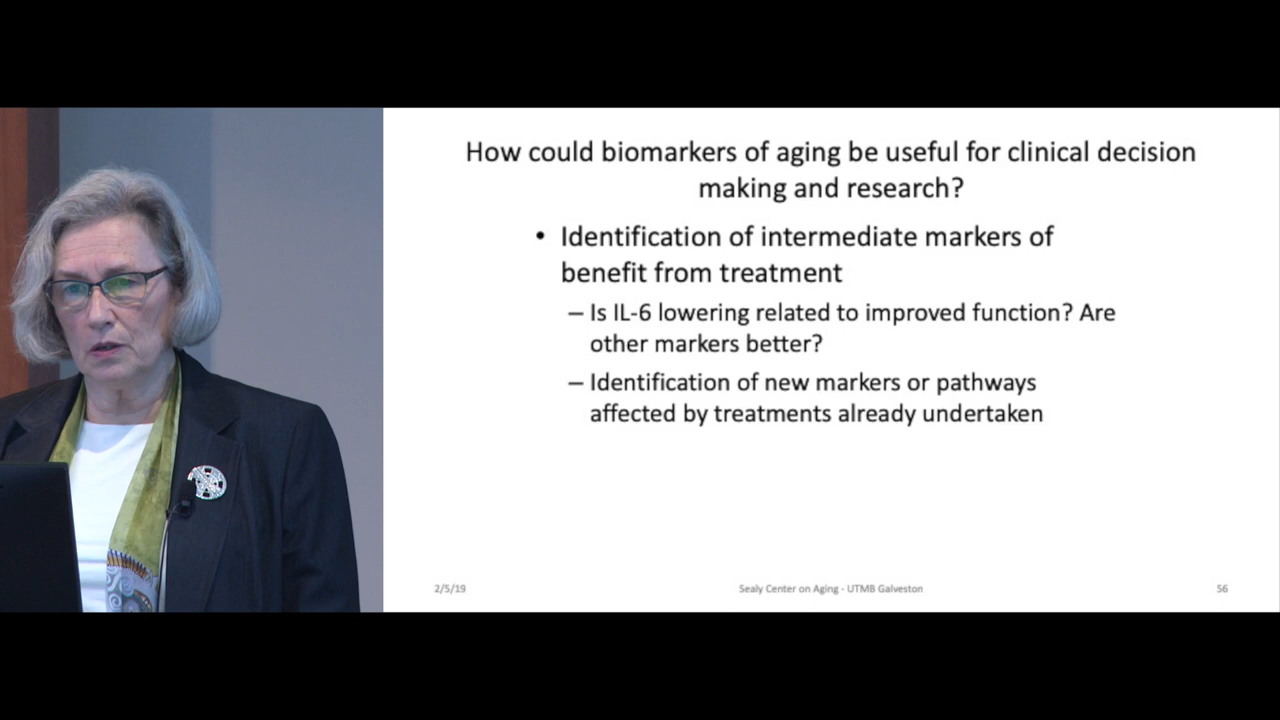 How could biomarkers of aging be useful for clinical decision
making and research?
• Identification of intermediate markers of
benefit from treatment
– Is IL-6 lowering related to improved function? Are
other markers better?
– Identification of new markers or pathways
affected by treatments already undertaken
2/5/19
Sealy Center on Aging - UTMB Galveston
56